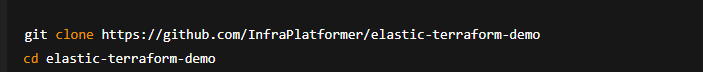 git clone https://github.com/InfraPlatformer/elastic-terraform-demo
cd elastic-terraform-demo